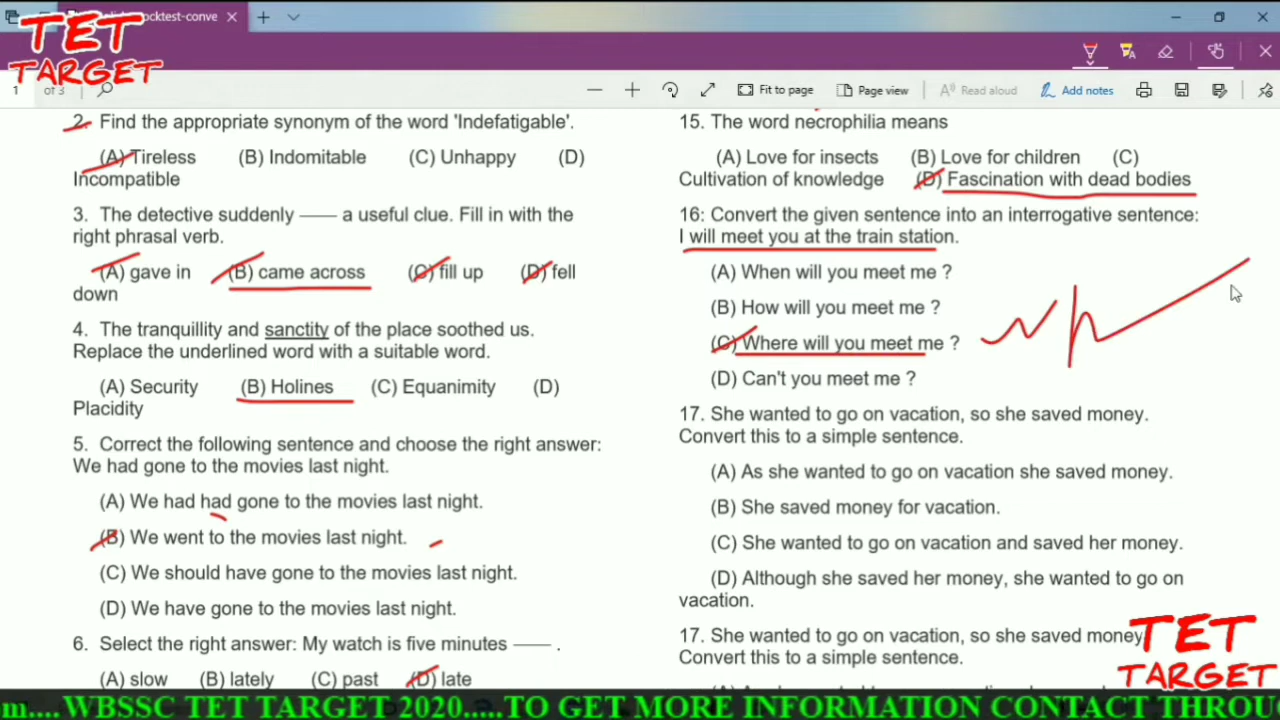 ocktest-conve
TET
TARGET
1 of 3
Fit to page
Page view
Read aloud
Add notes
2. Find the appropriate synonym of the word 'Indefatigable'.
(A) Tireless (B) Indomitable (C) Unhappy (D)
Incompatible
3. The detective suddenly —— a useful clue. Fill in with the
right phrasal verb.
(A) gave in (B) came across (C) fill up (D) fell
down
4. The tranquillity and sanctity of the place soothed us.
Replace the underlined word with a suitable word.
(A) Security (B) Holines (C) Equanimity (D)
Placidity
5. Correct the following sentence and choose the right answer:
We had gone to the movies last night.
(A) We had had gone to the movies last night.
(B) We went to the movies last night.
(C) We should have gone to the movies last night.
(D) We have gone to the movies last night.
6. Select the right answer: My watch is five minutes —— .
(A) slow (B) lately (C) past (D) late
15. The word necrophilia means
(A) Love for insects (B) Love for children (C)
Cultivation of knowledge (D) Fascination with dead bodies
16: Convert the given sentence into an interrogative sentence:
I will meet you at the train station.
(A) When will you meet me ?
(B) How will you meet me ?
(C) Where will you meet me ?
(D) Can't you meet me ?
17. She wanted to go on vacation, so she saved money.
Convert this to a simple sentence.
(A) As she wanted to go on vacation she saved money.
(B) She saved money for vacation.
(C) She wanted to go on vacation and saved her money.
(D) Although she saved her money, she wanted to go on
vacation.
17. She wanted to go on vacation, so she saved money
Convert this to a simple sentence.
TET
TARGET
m.... WBSSC TET TARGET 2020.....TO GET MORE INFORMATION CONTACT THROU